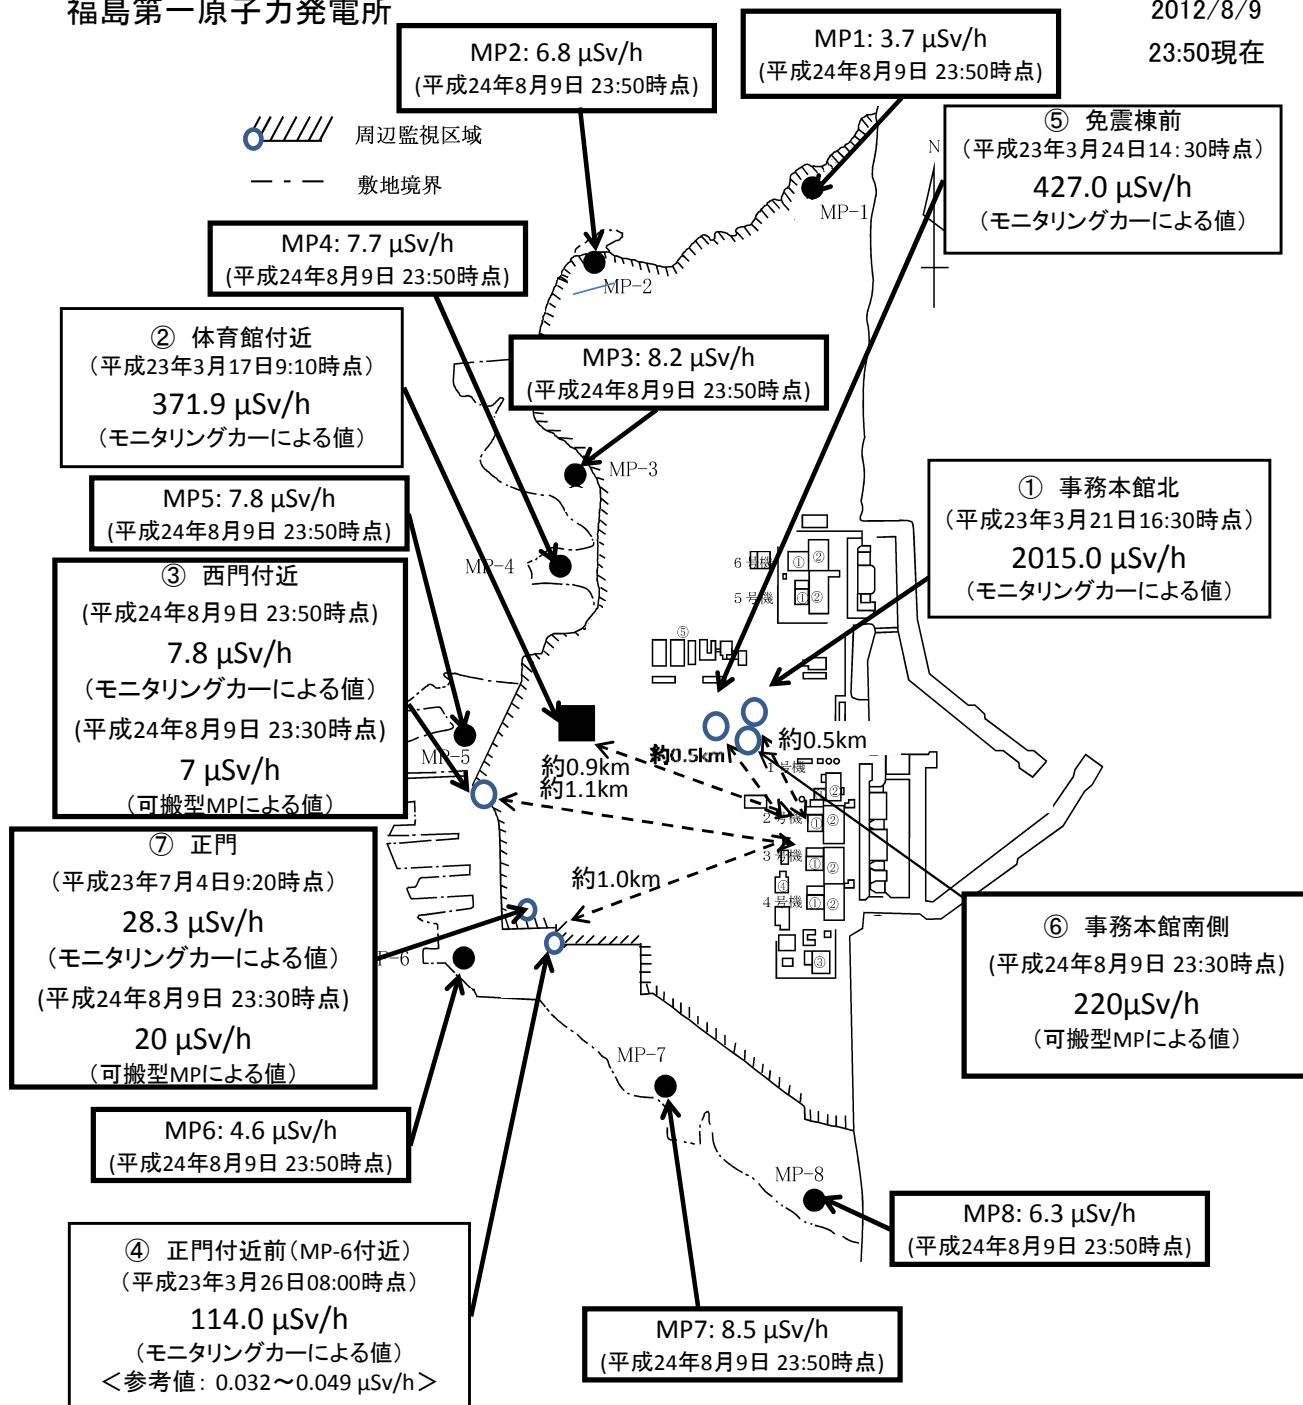 福島第一原子力発電所
2012/8/9
23:50現在
MP2: 6.8 μSv/h
(平成24年8月9日 23:50時点)
MP1: 3.7 μSv/h
(平成24年8月9日 23:50時点)
周辺監視区域
敷地境界
⑤ 免震棟前
(平成23年3月24日14:30時点)
427.0 μSv/h
(モニタリングカーによる値)
N
MP-1
MP4: 7.7 μSv/h
(平成24年8月9日 23:50時点)
MP-2
② 体育館付近
(平成23年3月17日9:10時点)
371.9 μSv/h
(モニタリングカーによる値)
MP3: 8.2 μSv/h
(平成24年8月9日 23:50時点)
MP-3
MP5: 7.8 μSv/h
(平成24年8月9日 23:50時点)
① 事務本館北
(平成23年3月21日16:30時点)
2015.0 μSv/h
(モニタリングカーによる値)
MP-4
6号機
① ②
5号機
① ②
⑤
③ 西門付近
(平成24年8月9日 23:50時点)
7.8 μSv/h
(モニタリングカーによる値)
(平成24年8月9日 23:30時点)
7 μSv/h
(可搬型MPによる値)
MP-5
約0.9km
約1.1km
約0.5km
約0.5km
1号機
②
2号機
① ②
3号機
① ②
④
4号機
① ②
③
約1.0km
⑦ 正門
(平成23年7月4日9:20時点)
28.3 μSv/h
(モニタリングカーによる値)
(平成24年8月9日 23:30時点)
20 μSv/h
(可搬型MPによる値)
-6
⑥ 事務本館南側
(平成24年8月9日 23:30時点)
220μSv/h
(可搬型MPによる値)
MP-7
MP6: 4.6 μSv/h
(平成24年8月9日 23:50時点)
MP-8
MP8: 6.3 μSv/h
(平成24年8月9日 23:50時点)
④ 正門付近前(MP-6付近)
(平成23年3月26日08:00時点)
114.0 μSv/h
(モニタリングカーによる値)
<参考値: 0.032～0.049 μSv/h>
MP7: 8.5 μSv/h
(平成24年8月9日 23:50時点)